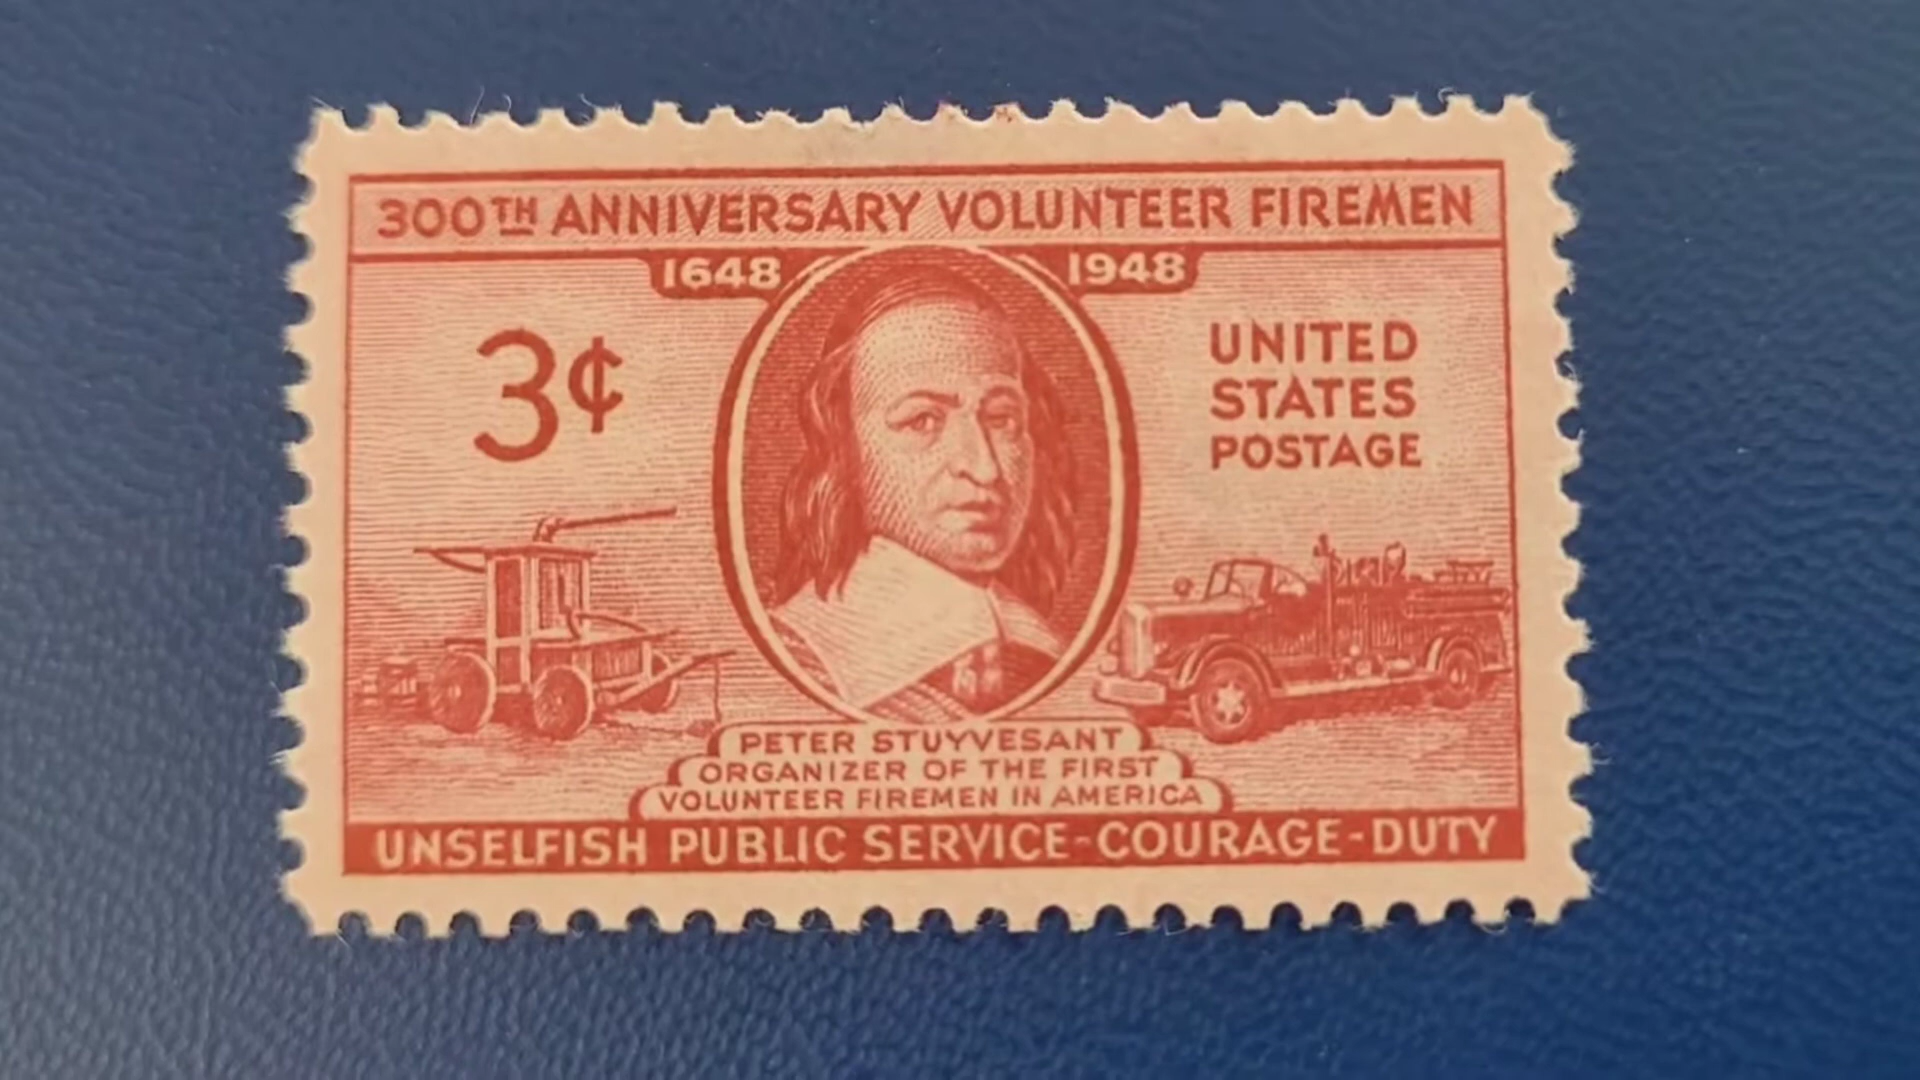 300TH ANNIVERSARY VOLUNTEER FIREMEN
1648 1948
3¢
UNITED
STATES
POSTAGE
PETER STUYVESANT
ORGANIZER OF THE FIRST
VOLUNTEER FIREMEN IN AMERICA
UNSELFISH PUBLIC SERVICE-COURAGE-DUTY